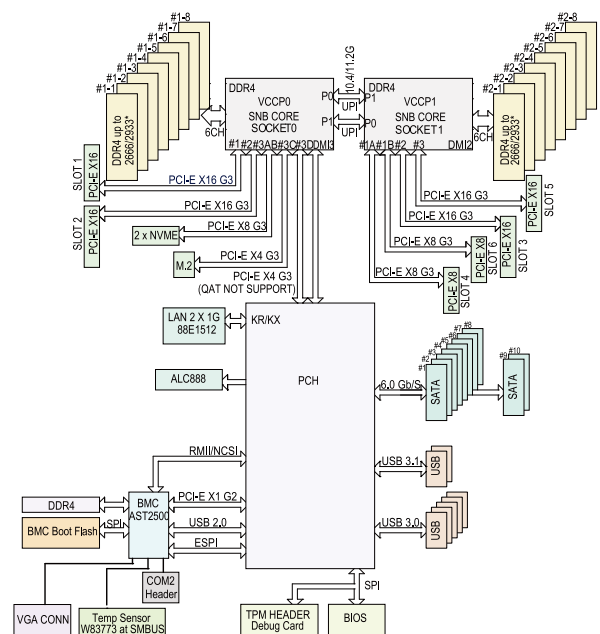 #1-8
#1-7
#1-6
#1-5
#1-4
#1-3
#1-2
#1-1
DDR4 up to
2666/2933*
6CH
DDR4
VCCP0
SNB CORE
SOCKET0
P0
P1
#1 #2 #3AB #3C #3D DMI3
10.4/11.2G
UPI
UPI
DDR4
VCCP1
SNB CORE
SOCKET1
P1
P0
#1A #1B #2 #3 DMI2
6CH
#2-8
#2-7
#2-6
#2-5
#2-4
#2-3
#2-2
#2-1
DDR4 up to
2666/2933*
SLOT 1
PCI-E X16
PCI-E X16 G3
SLOT 2
PCI-E X16
PCI-E X16 G3
2 x NVME
PCI-E X8 G3
M.2
PCI-E X4 G3
PCI-E X4 G3
(QAT NOT SUPPORT)
PCI-E X16 G3
PCI-E X16
SLOT 5
PCI-E X16 G3
PCI-E X16
SLOT 3
PCI-E X8 G3
PCI-E X8
SLOT 6
PCI-E X8 G3
PCI-E X8
SLOT 4
LAN 2 X 1G
88E1512
KR/KX
PCH
ALC888
6.0 Gb/S
#8
#7
#6
#5
#4
#3
#2
#1
SATA
#10
#9
SATA
RMII/NCSI
USB 3.1
USB
DDR4
BMC
AST2500
PCI-E X1 G2
BMC Boot Flash
SPI
USB 2.0
USB 3.0
USB
ESPI
COM2
Header
SPI
VGA CONN
Temp Sensor
W83773 at SMBUS
TPM HEADER
Debug Card
BIOS